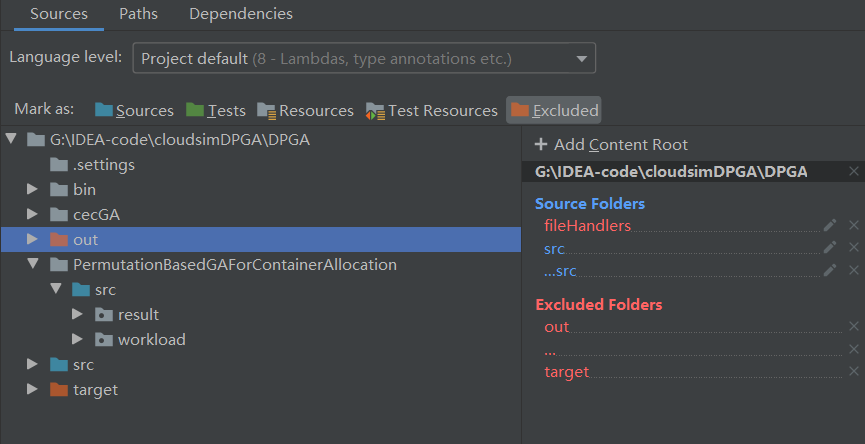 Sources Paths Dependencies
Language level: Project default (8 - Lambdas, type annotations etc.)
Mark as: Sources Tests Resources Test Resources Excluded
G:\IDEA-code\cloudsimDPGA\DPGA
.settings
bin
cecGA
out
PermutationBasedGAForContainerAllocation
src
result
workload
src
target
+ Add Content Root
G:\IDEA-code\cloudsimDPGA\DPGA
Source Folders
fileHandlers
src
...src
Excluded Folders
out
...
target